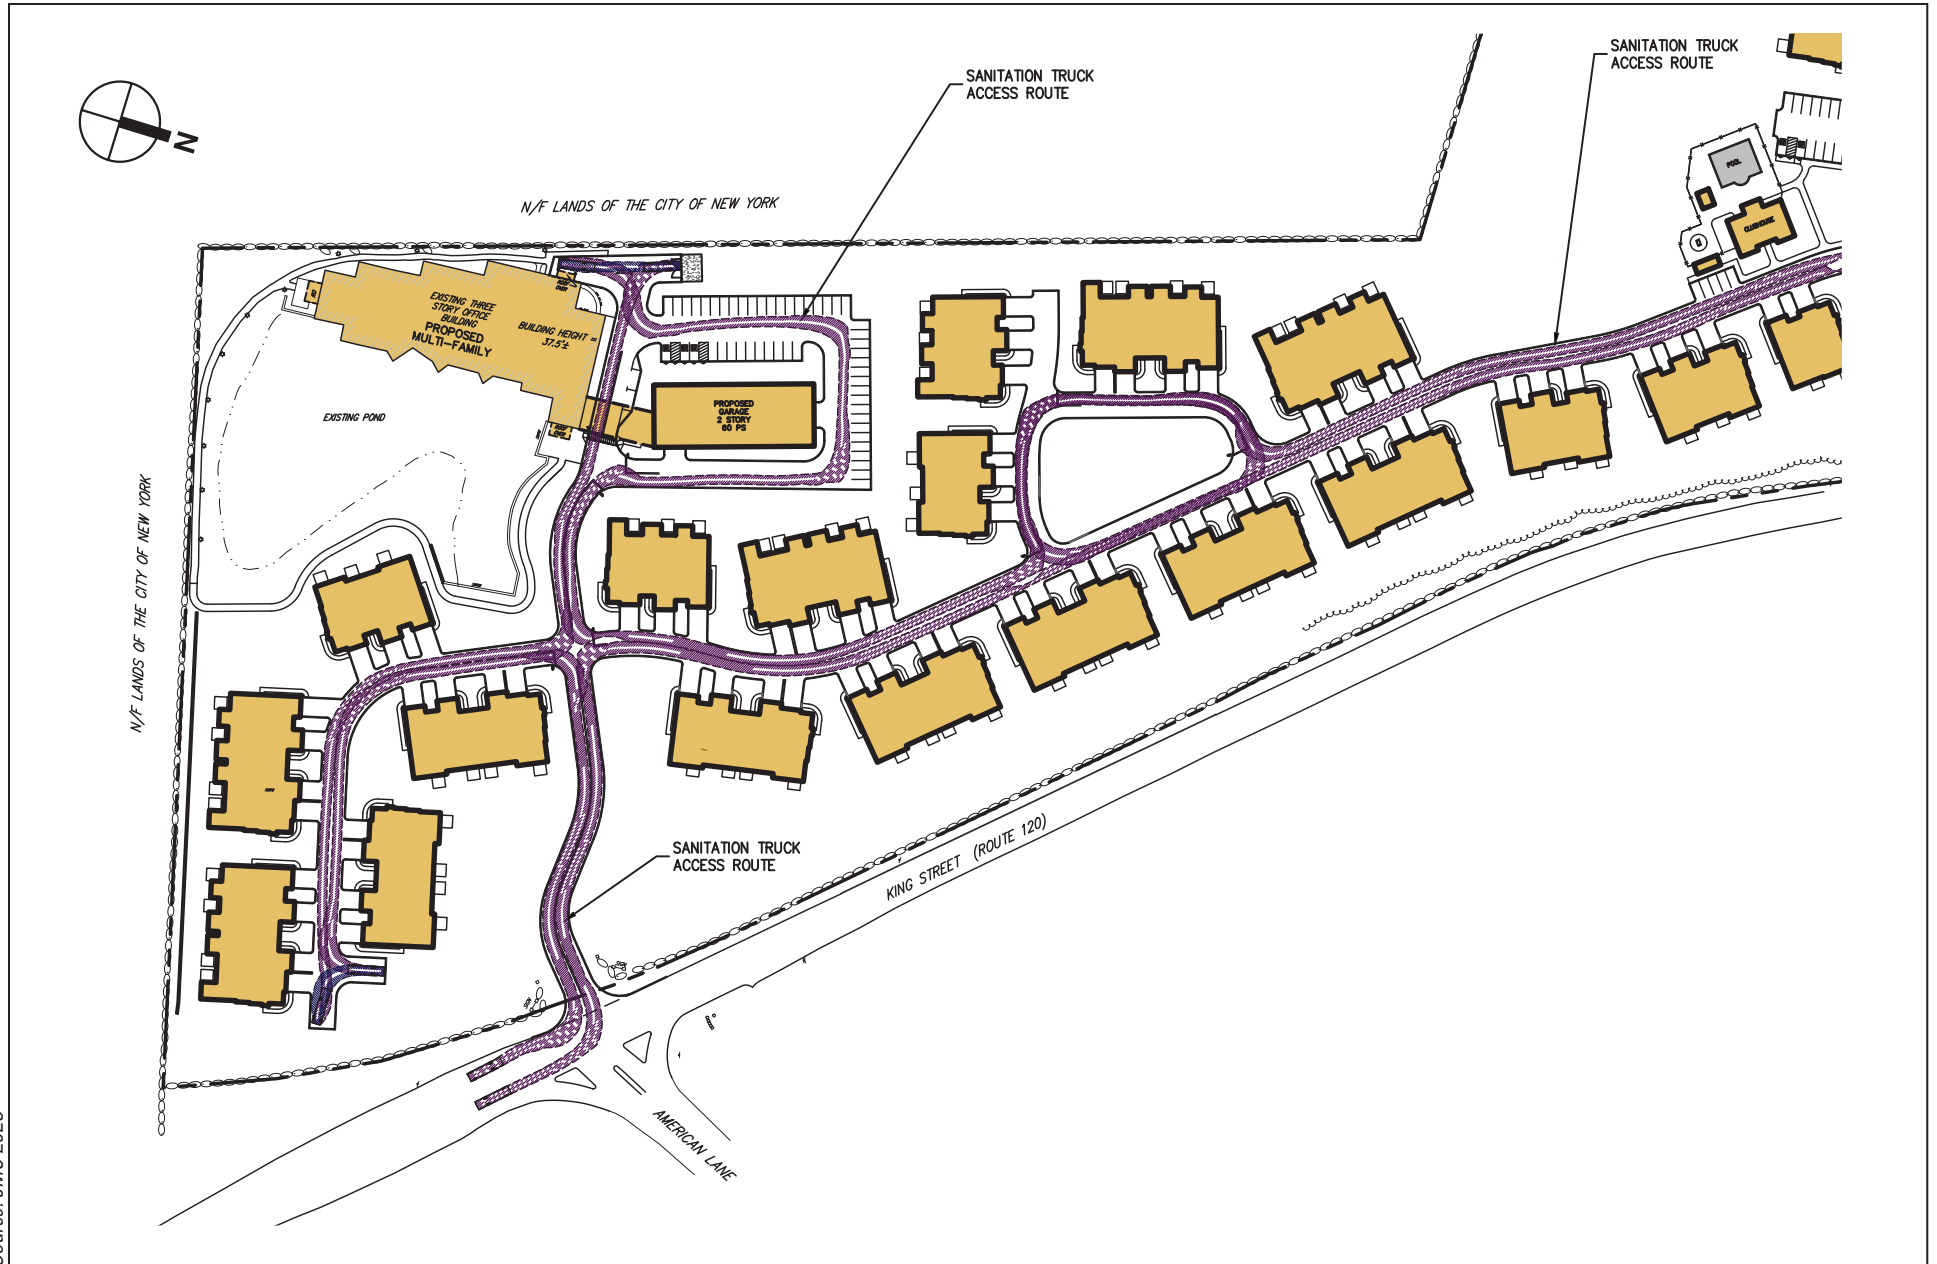 SANITATION TRUCK
ACCESS ROUTE
SANITATION TRUCK
ACCESS ROUTE
N
POOL
CLUBHOUSE
N/F LANDS OF THE CITY OF NEW YORK
EXISTING THREE
STORY OFFICE
BUILDING
PROPOSED
MULTI-FAMILY
BUILDING HEIGHT =
37.5'±
PROPOSED
GARAGE
2 STORY
60 PS
EXISTING POND
N/F LANDS OF THE CITY OF NEW YORK
SANITATION TRUCK
ACCESS ROUTE
KING STREET (ROUTE 120)
SIGN
SIGN
AMERICAN LANE